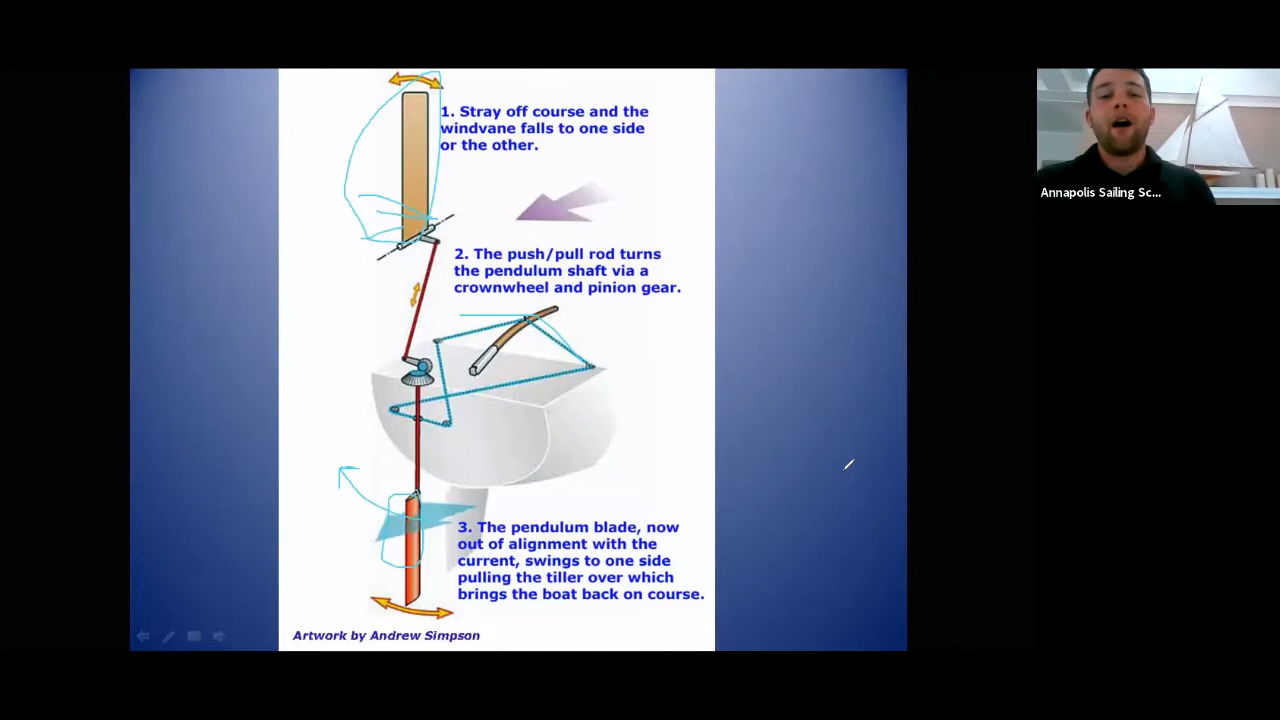 1. Stray off course and the
windvane falls to one side
or the other.
2. The push/pull rod turns
the pendulum shaft via a
crownwheel and pinion gear.
3. The pendulum blade, now
out of alignment with the
current, swings to one side
pulling the tiller over which
brings the boat back on course.
Artwork by Andrew Simpson
Annapolis Sailing Sc...